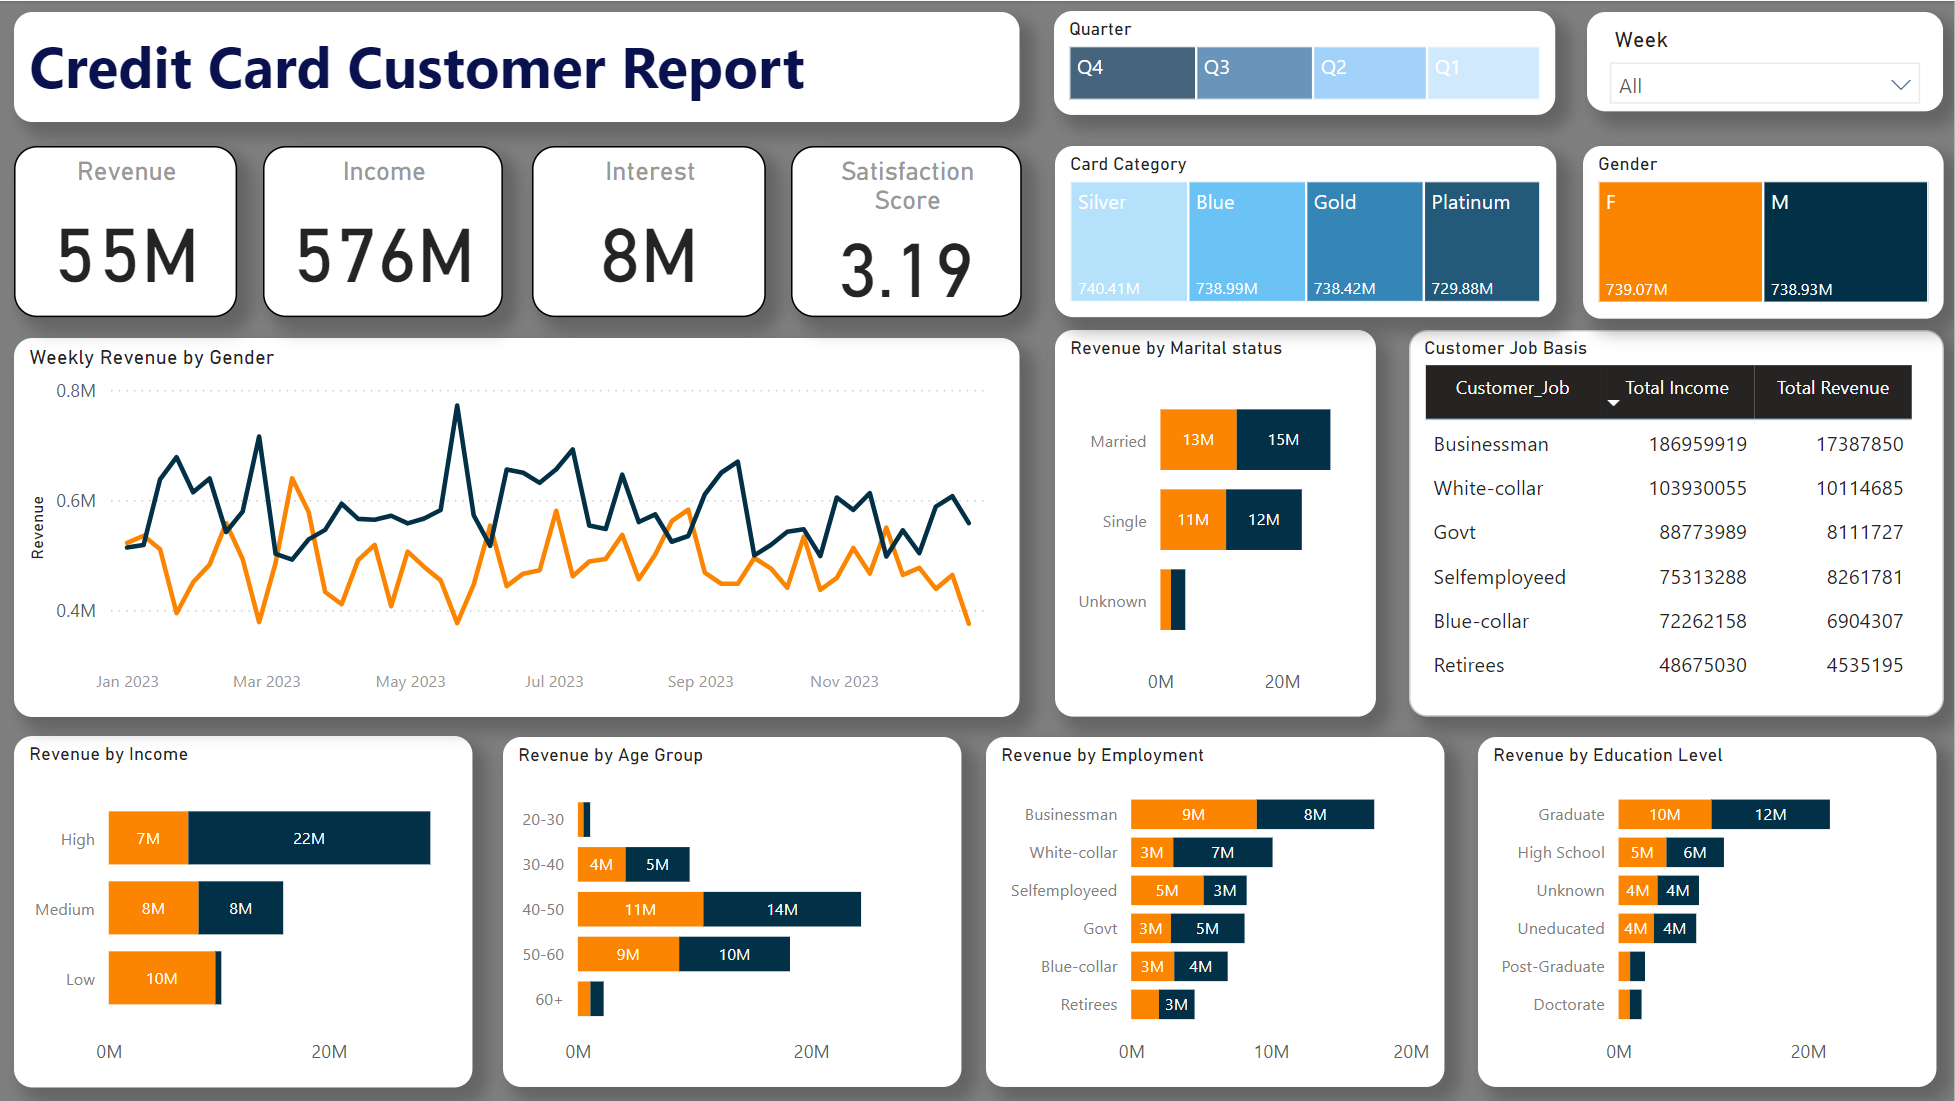 Credit Card Customer Report
Quarter
Q4 Q3 Q2 Q1
Week
All
Revenue
55M
Income
576M
Interest
8M
Satisfaction
Score
3.19
Card Category
Silver Blue Gold Platinum
740.41M 738.99M 738.42M 729.88M
Gender
F M
739.07M 738.93M
Weekly Revenue by Gender
Revenue
0.8M
0.6M
0.4M
Jan 2023 Mar 2023 May 2023 Jul 2023 Sep 2023 Nov 2023
Revenue by Marital status
Married 13M 15M
Single 11M 12M
Unknown
0M 20M
Customer Job Basis
Customer_Job Total Income Total Revenue
Businessman 186959919 17387850
White-collar 103930055 10114685
Govt 88773989 8111727
Selfemployeed 75313288 8261781
Blue-collar 72262158 6904307
Retirees 48675030 4535195
Revenue by Income
High 7M 22M
Medium 8M 8M
Low 10M
0M 20M
Revenue by Age Group
20-30
30-40 4M 5M
40-50 11M 14M
50-60 9M 10M
60+
0M 20M
Revenue by Employment
Businessman 9M 8M
White-collar 3M 7M
Selfemployeed 5M 3M
Govt 3M 5M
Blue-collar 3M 4M
Retirees 3M
0M 10M 20M
Revenue by Education Level
Graduate 10M 12M
High School 5M 6M
Unknown 4M 4M
Uneducated 4M 4M
Post-Graduate
Doctorate
0M 20M